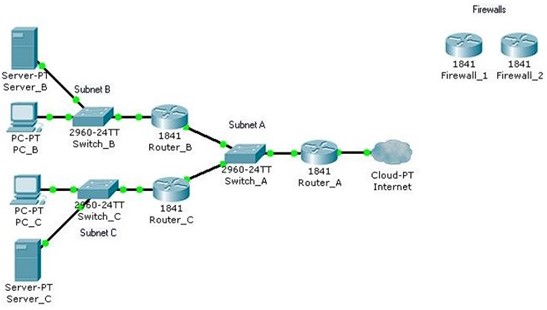 Firewalls
1841
Firewall_1
1841
Firewall_2
Server-PT
Server_B
Subnet B
PC-PT
PC_B
2960-24TT
Switch_B
1841
Router_B
Subnet A
2960-24TT
Switch_A
1841
Router_A
Cloud-PT
Internet
PC-PT
PC_C
2960-24TT
Switch_C
1841
Router_C
Subnet C
Server-PT
Server_C